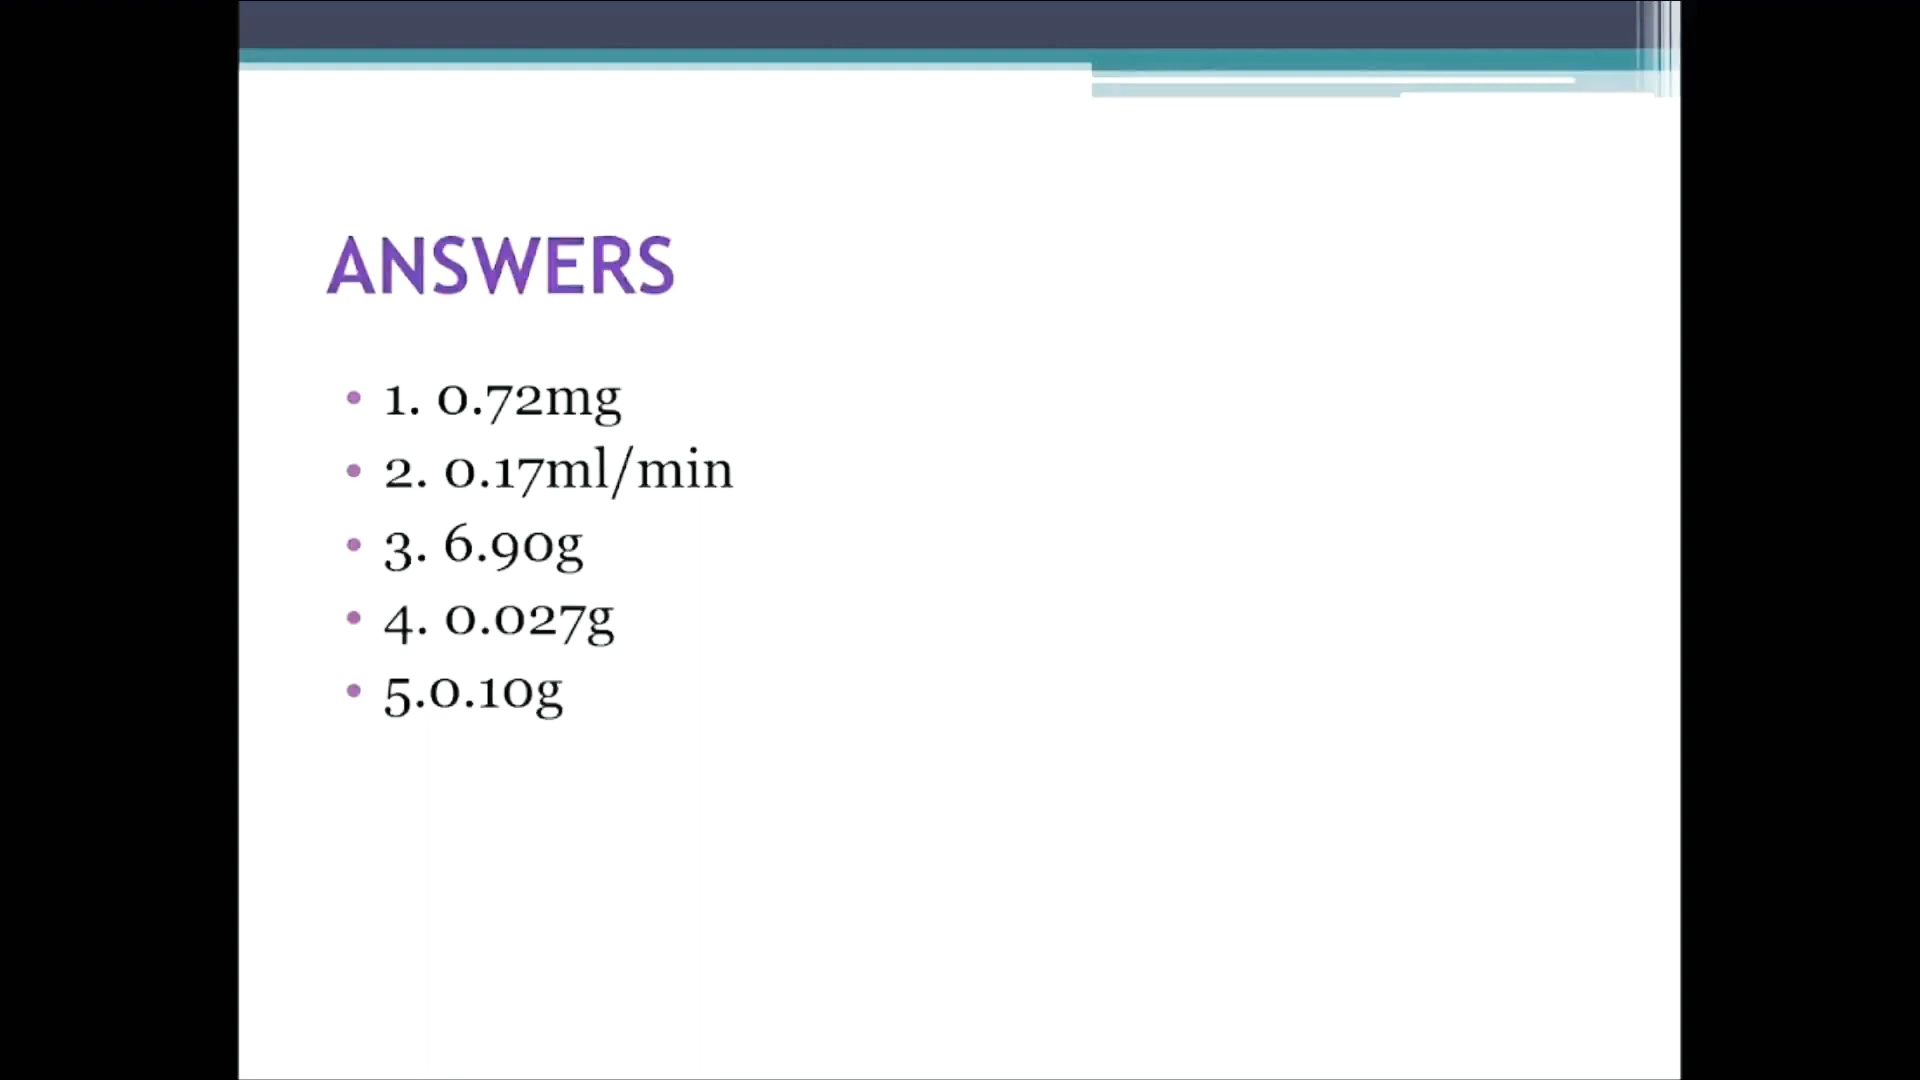 ANSWERS
• 1. 0.72mg
• 2. 0.17ml/min
• 3. 6.90g
• 4. 0.027g
• 5.0.10g